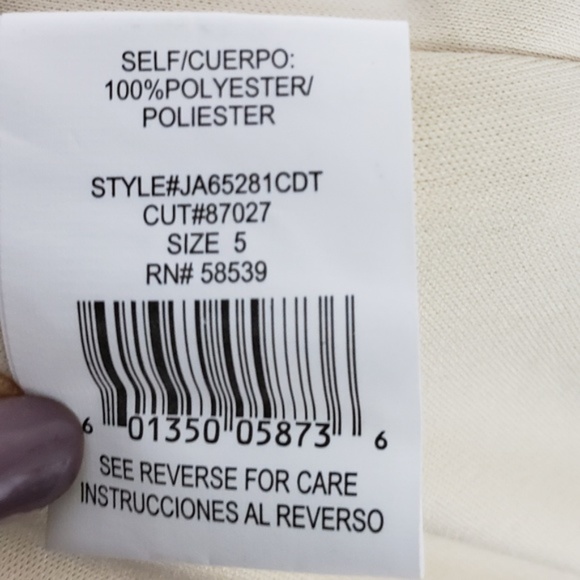 SELF/CUERPO:
100%POLYESTER/
POLIESTER
STYLE#JA65281CDT
CUT#87027
SIZE 5
RN# 58539
6 01350 05873 6
SEE REVERSE FOR CARE
INSTRUCCIONES AL REVERSO